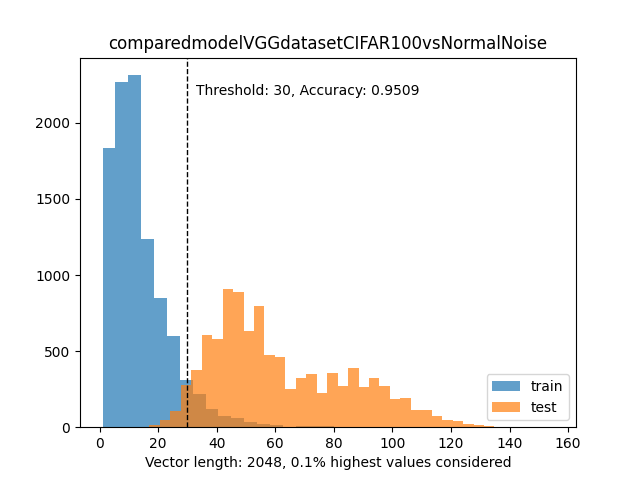 comparedmodelVGGdatasetCIFAR100vsNormalNoise
Threshold: 30, Accuracy: 0.9509
2000
1500
1000
500
0
train
test
0 20 40 60 80 100 120 140 160
Vector length: 2048, 0.1% highest values considered